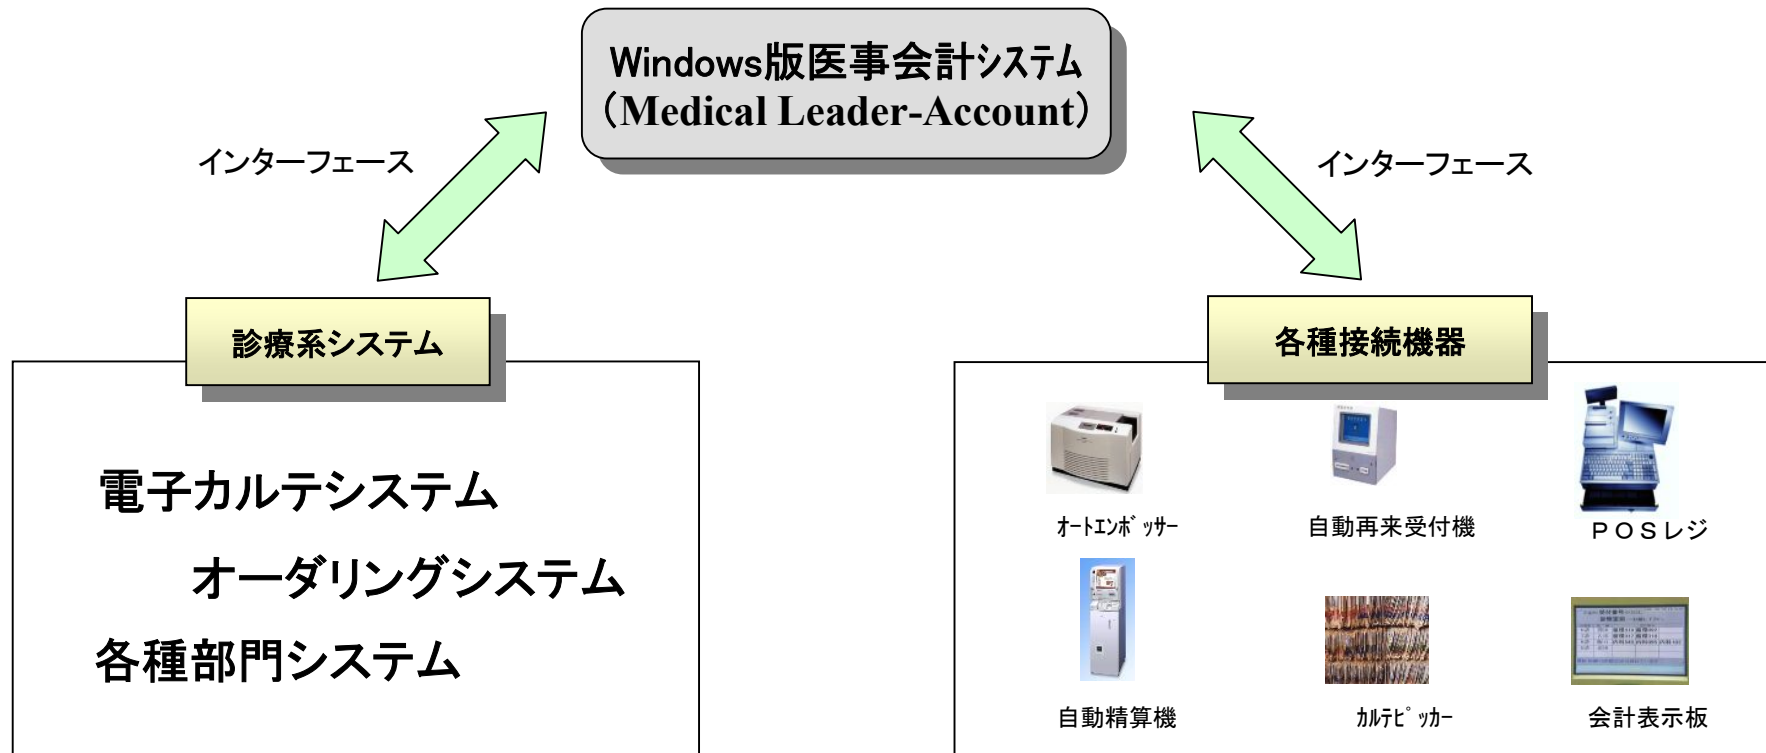 Windows版医事会計ｼｽﾃﾑ
（Medical Leader-Account）
インターフェース
インターフェース
診療系システム
電子カルテシステム
オーダリングシステム
各種部門システム
各種接続機器
ｵｰﾄｴﾝﾎﾞｯｻｰ
自動再来受付機
ＰＯＳレジ
自動精算機
ｶﾙﾃﾋﾟｯｶｰ
会計表示板